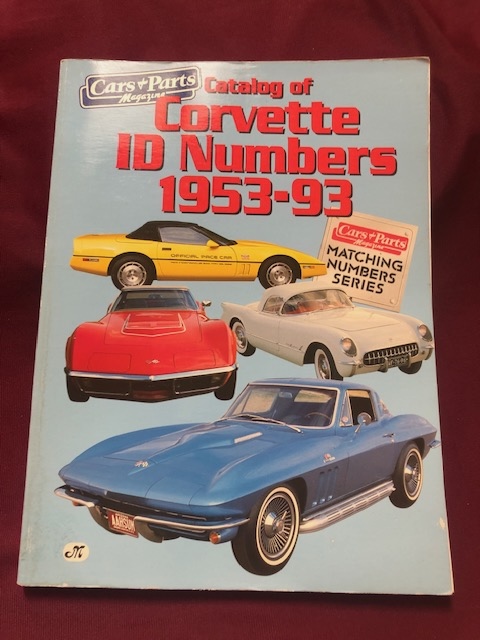 Cars & Parts
Magazine
Catalog of
Corvette
ID Numbers
1953-93
Cars & Parts
Magazine
MATCHING
NUMBERS
SERIES
OFFICIAL PACE CAR
AARSUM
M